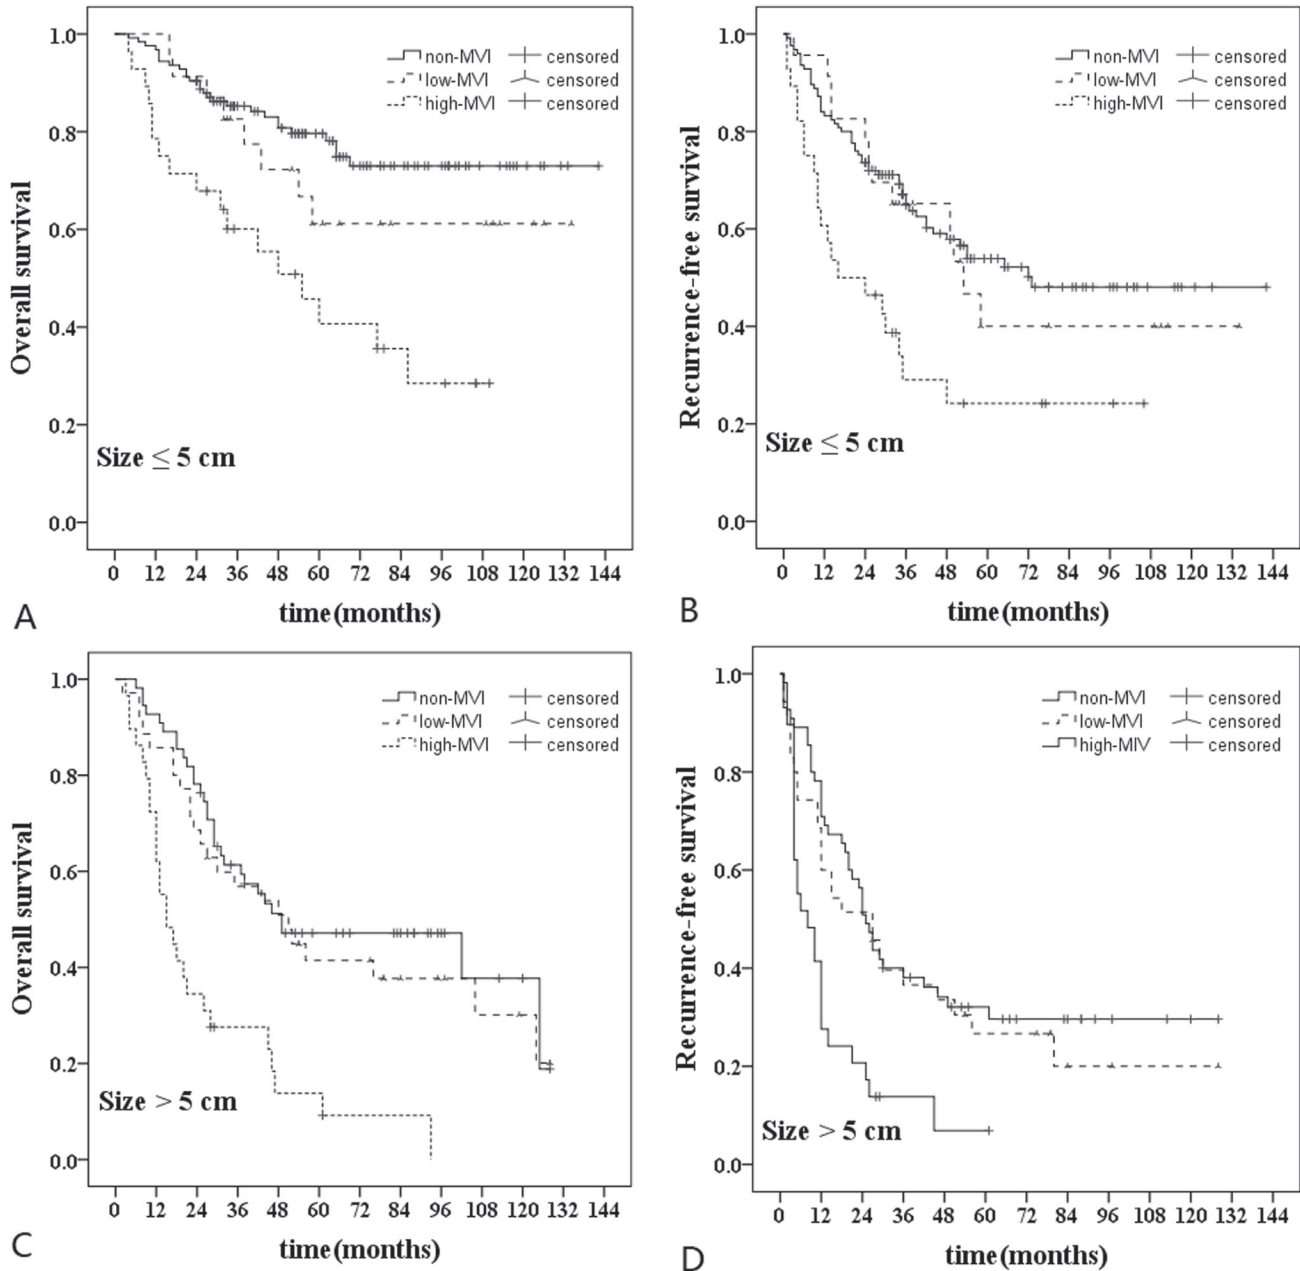 1.0
0.8
0.6
0.4
0.2
0.0
Overall survival
non-MVI censored
low-MVI censored
high-MVI censored
Size ≤ 5 cm
0 12 24 36 48 60 72 84 96 108 120 132 144
time(months)
A
1.0
0.8
0.6
0.4
0.2
0.0
Recurrence-free survival
non-MVI censored
low-MVI censored
high-MVI censored
Size ≤ 5 cm
0 12 24 36 48 60 72 84 96 108 120 132 144
time(months)
B
1.0
0.8
0.6
0.4
0.2
0.0
Overall survival
non-MVI censored
low-MVI censored
high-MVI censored
Size > 5 cm
0 12 24 36 48 60 72 84 96 108 120 132 144
time(months)
C
1.0
0.8
0.6
0.4
0.2
0.0
Recurrence-free survival
non-MVI censored
low-MVI censored
high-MIV censored
Size > 5 cm
0 12 24 36 48 60 72 84 96 108 120 132 144
time(months)
D